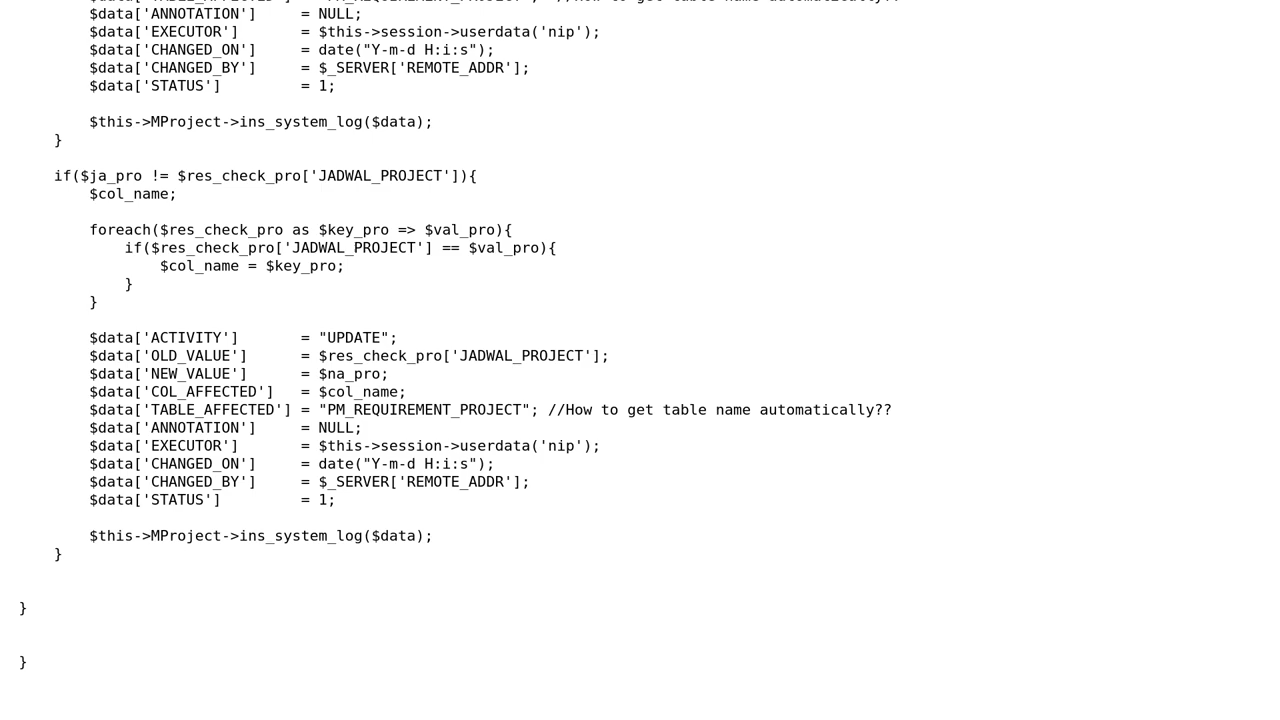 $data['ANNOTATION']      = NULL;
$data['EXECUTOR']       = $this->session->userdata('nip');
$data['CHANGED_ON']     = date("Y-m-d H:i:s");
$data['CHANGED_BY']     = $_SERVER['REMOTE_ADDR'];
$data['STATUS']         = 1;
$this->MProject->ins_system_log($data);
}
if($ja_pro != $res_check_pro['JADWAL_PROJECT']){
$col_name;
foreach($res_check_pro as $key_pro => $val_pro){
if($res_check_pro['JADWAL_PROJECT'] == $val_pro){
$col_name = $key_pro;
}
}
$data['ACTIVITY']       = "UPDATE";
$data['OLD_VALUE']      = $res_check_pro['JADWAL_PROJECT'];
$data['NEW_VALUE']      = $na_pro;
$data['COL_AFFECTED']   = $col_name;
$data['TABLE_AFFECTED'] = "PM_REQUIREMENT_PROJECT"; //How to get table name automatically??
$data['ANNOTATION']     = NULL;
$data['EXECUTOR']       = $this->session->userdata('nip');
$data['CHANGED_ON']     = date("Y-m-d H:i:s");
$data['CHANGED_BY']     = $_SERVER['REMOTE_ADDR'];
$data['STATUS']         = 1;
$this->MProject->ins_system_log($data);
}
}
}